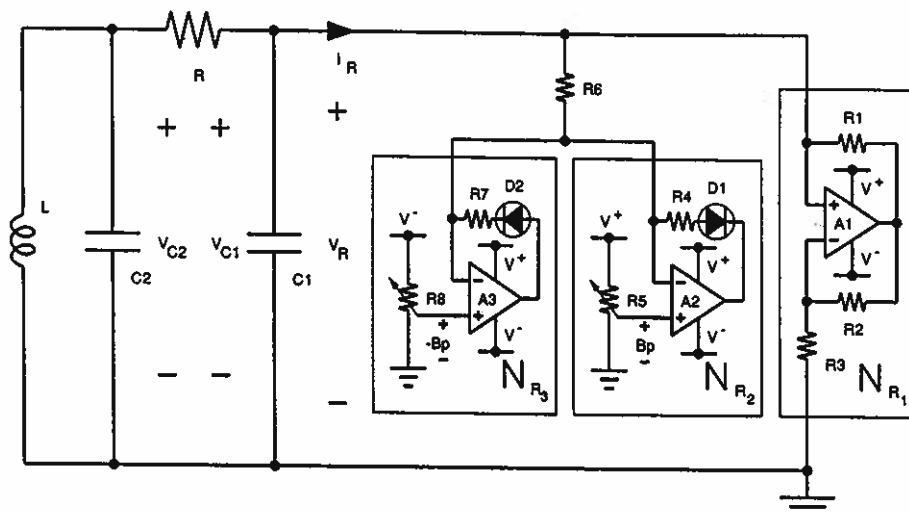 R
i R
+
+
+
R6
L
C2
V C2
V C1
C1
V R
−
−
−
R7
D2
V -
V +
R8
−
A3
+
+
-Bp
−
V -
N R3
R4
D1
V +
V +
R5
−
A2
+
+
Bp
−
V -
N R2
R1
V +
+
A1
−
V -
R2
R3
N R1